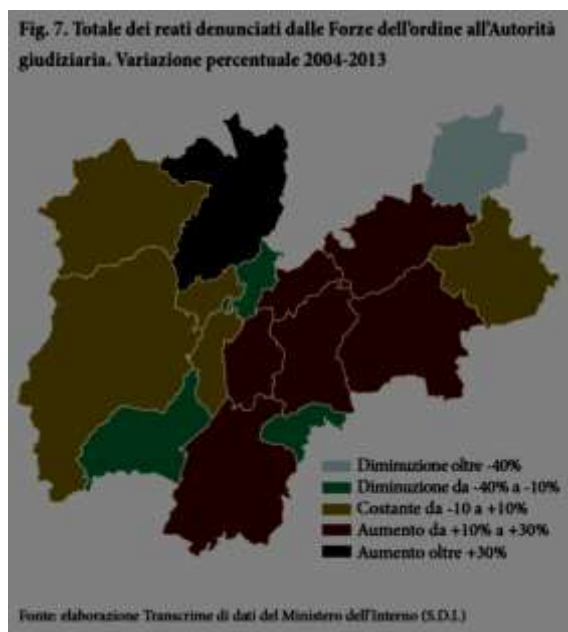 Fig. 7. Totale dei reati denunciati dalle Forze dell'ordine all'Autorità
giudiziaria. Variazione percentuale 2004-2013
Diminuzione oltre -40%
Diminuzione da -40% a -10%
Costante da -10 a +10%
Aumento da +10% a +30%
Aumento oltre +30%
Fonte: elaborazione Transcrime di dati del Ministero dell'Interno (S.D.I.)